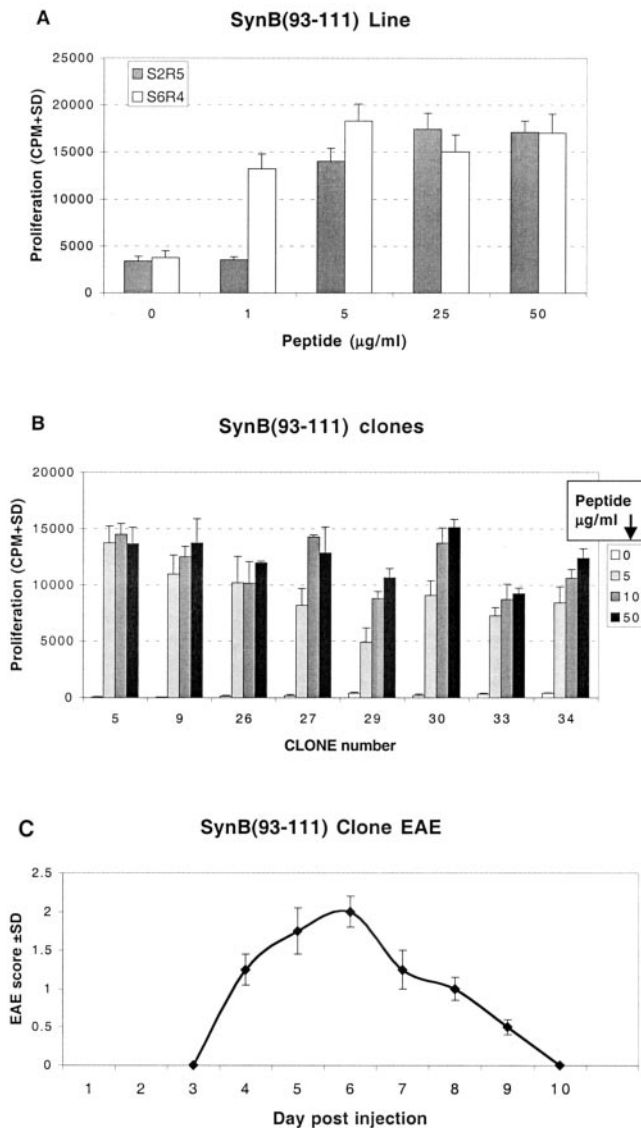 A
SynB(93-111) Line
S2R5
S6R4
Proliferation (CPM+SD)
25000
20000
15000
10000
5000
0
0 1 5 25 50
Peptide (µg/ml)
B
SynB(93-111) clones
Proliferation (CPM+SD)
20000
15000
10000
5000
0
5 9 26 27 29 30 33 34
CLONE number
Peptide
µg/ml
0
5
10
50
C
SynB(93-111) Clone EAE
EAE score ±SD
2.5
2
1.5
1
0.5
0
1 2 3 4 5 6 7 8 9 10
Day post injection